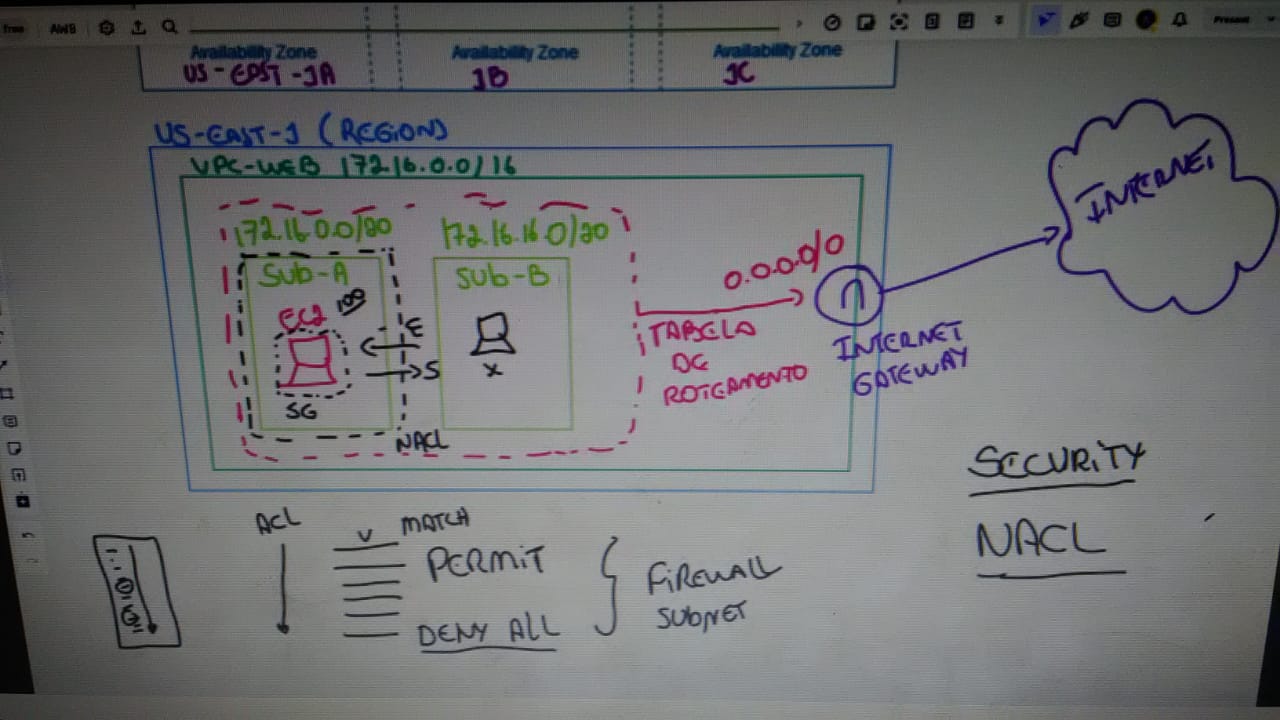 free AWS Present
Availability Zone Availability Zone Availability Zone
US-EAST-1A 1B 1C
US-EAST-1 (REGION)
VPC-WEB 172.16.0.0/16
172.16.0.0/20 172.16.16.0/20
SUB-A SUB-B
EC2
E
S
SG
X
NACL
0.0.0.0/0
TABELA
DE
ROTEAMENTO
INTERNET
GATEWAY
INTERNET
SECURITY
NACL
ACL
V MATCH
PERMIT
DENY ALL
FIREWALL
SUBNET